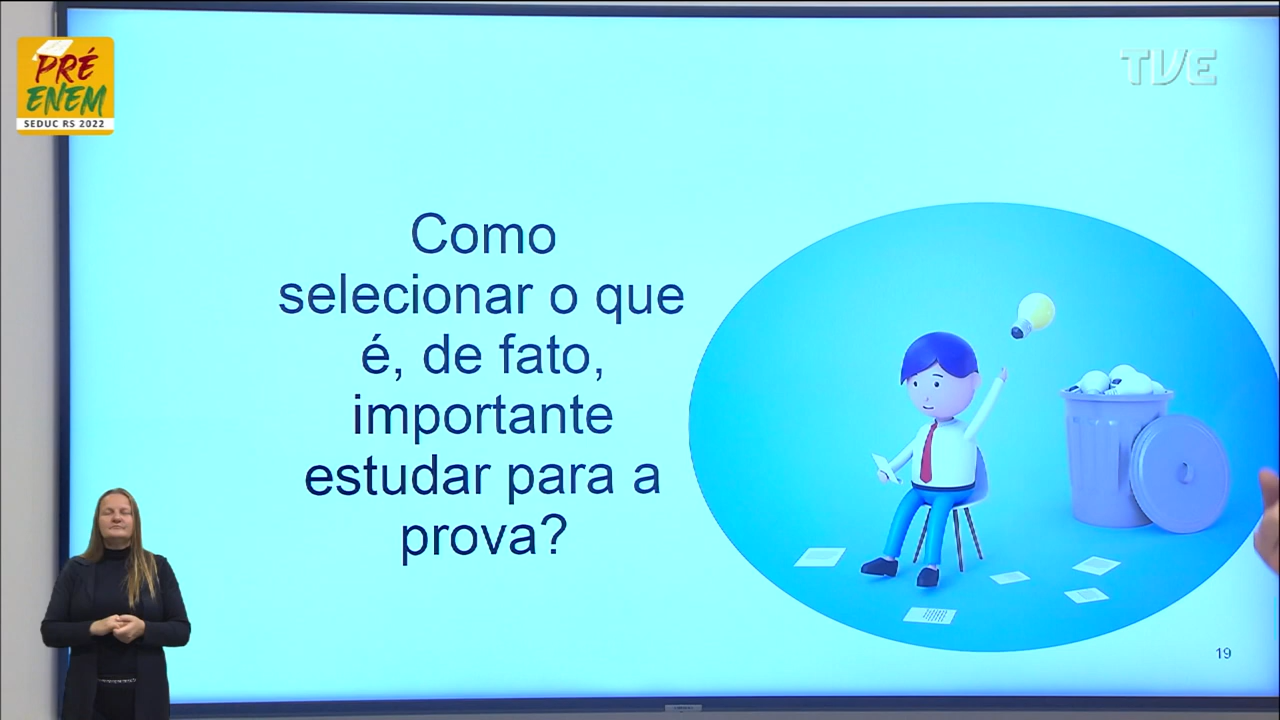 PRÉ
ENEM
SEDUC RS 2022
TVE
Como
selecionar o que
é, de fato,
importante
estudar para a
prova?
19